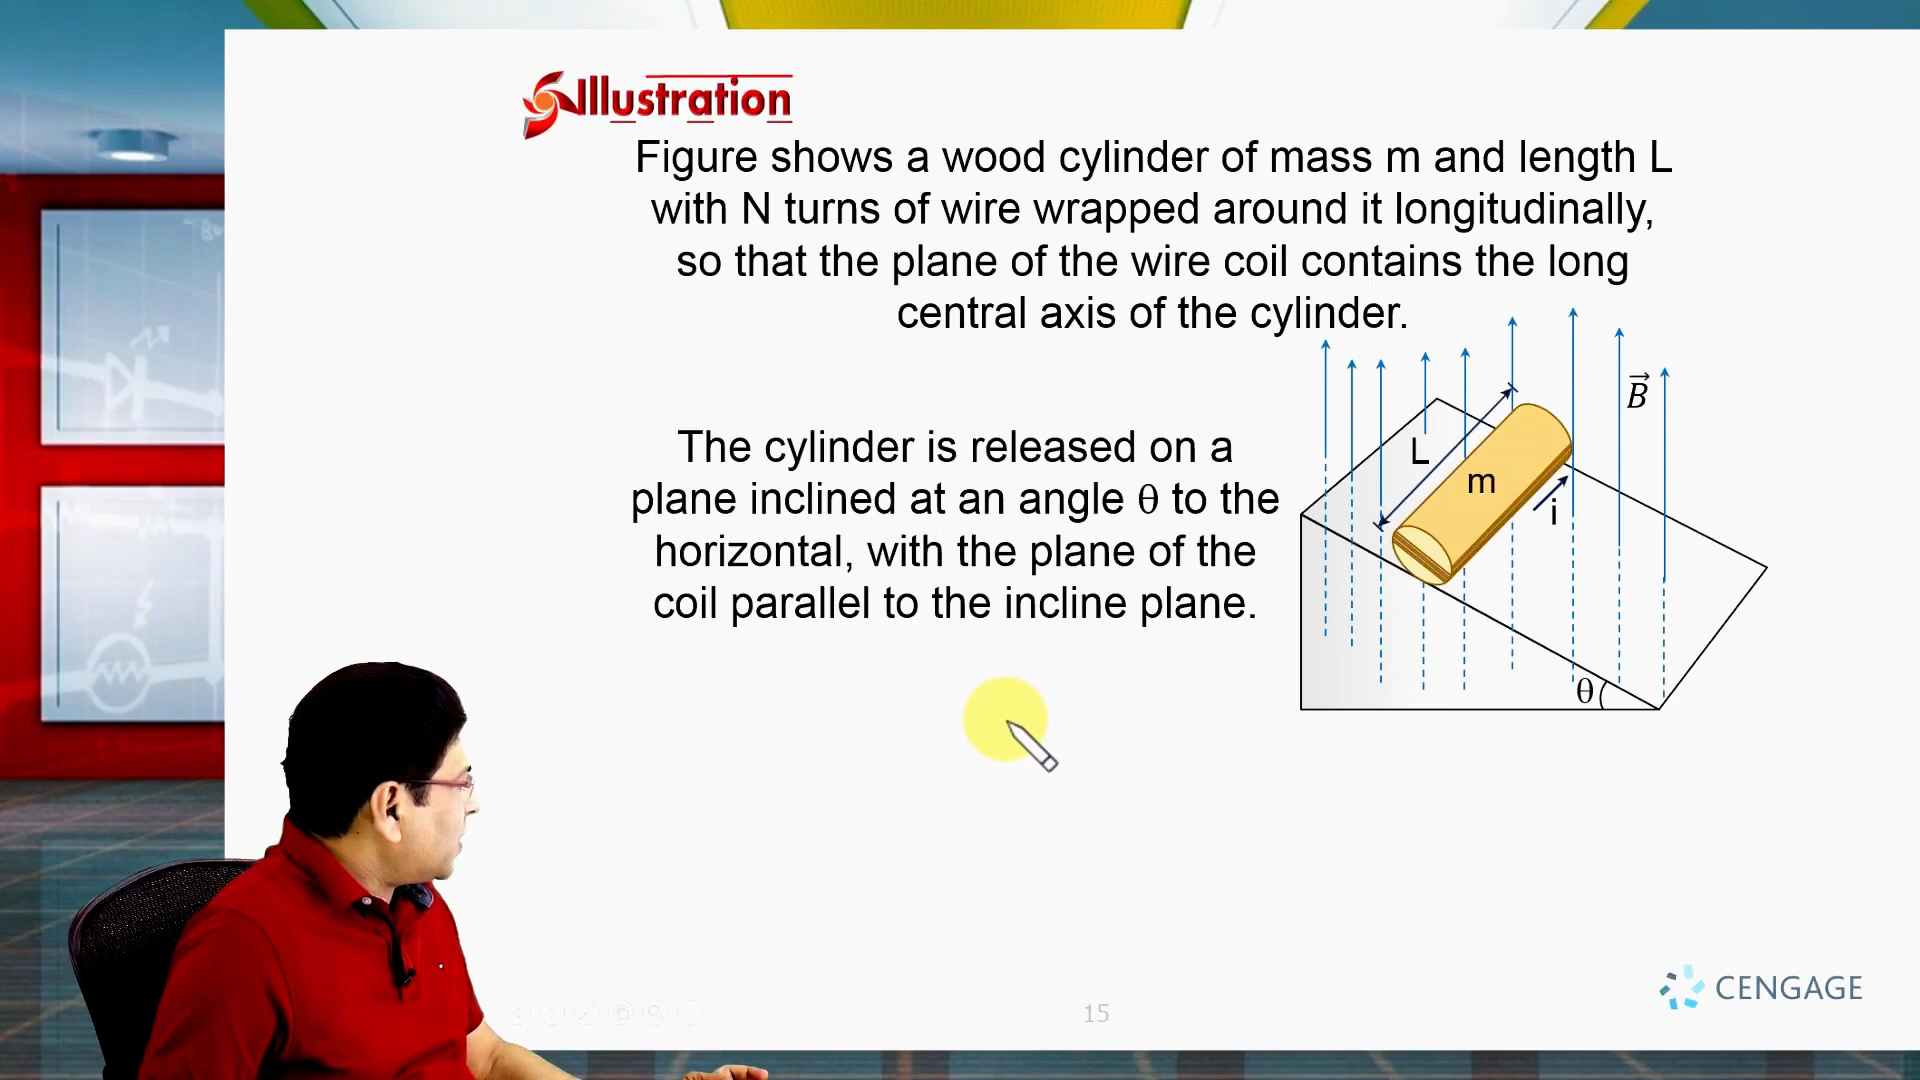 Illustration
Figure shows a wood cylinder of mass m and length L
with N turns of wire wrapped around it longitudinally,
so that the plane of the wire coil contains the long
central axis of the cylinder.
The cylinder is released on a
plane inclined at an angle θ to the
horizontal, with the plane of the
coil parallel to the incline plane.
B⃗
L
m
i
θ
CENGAGE
15